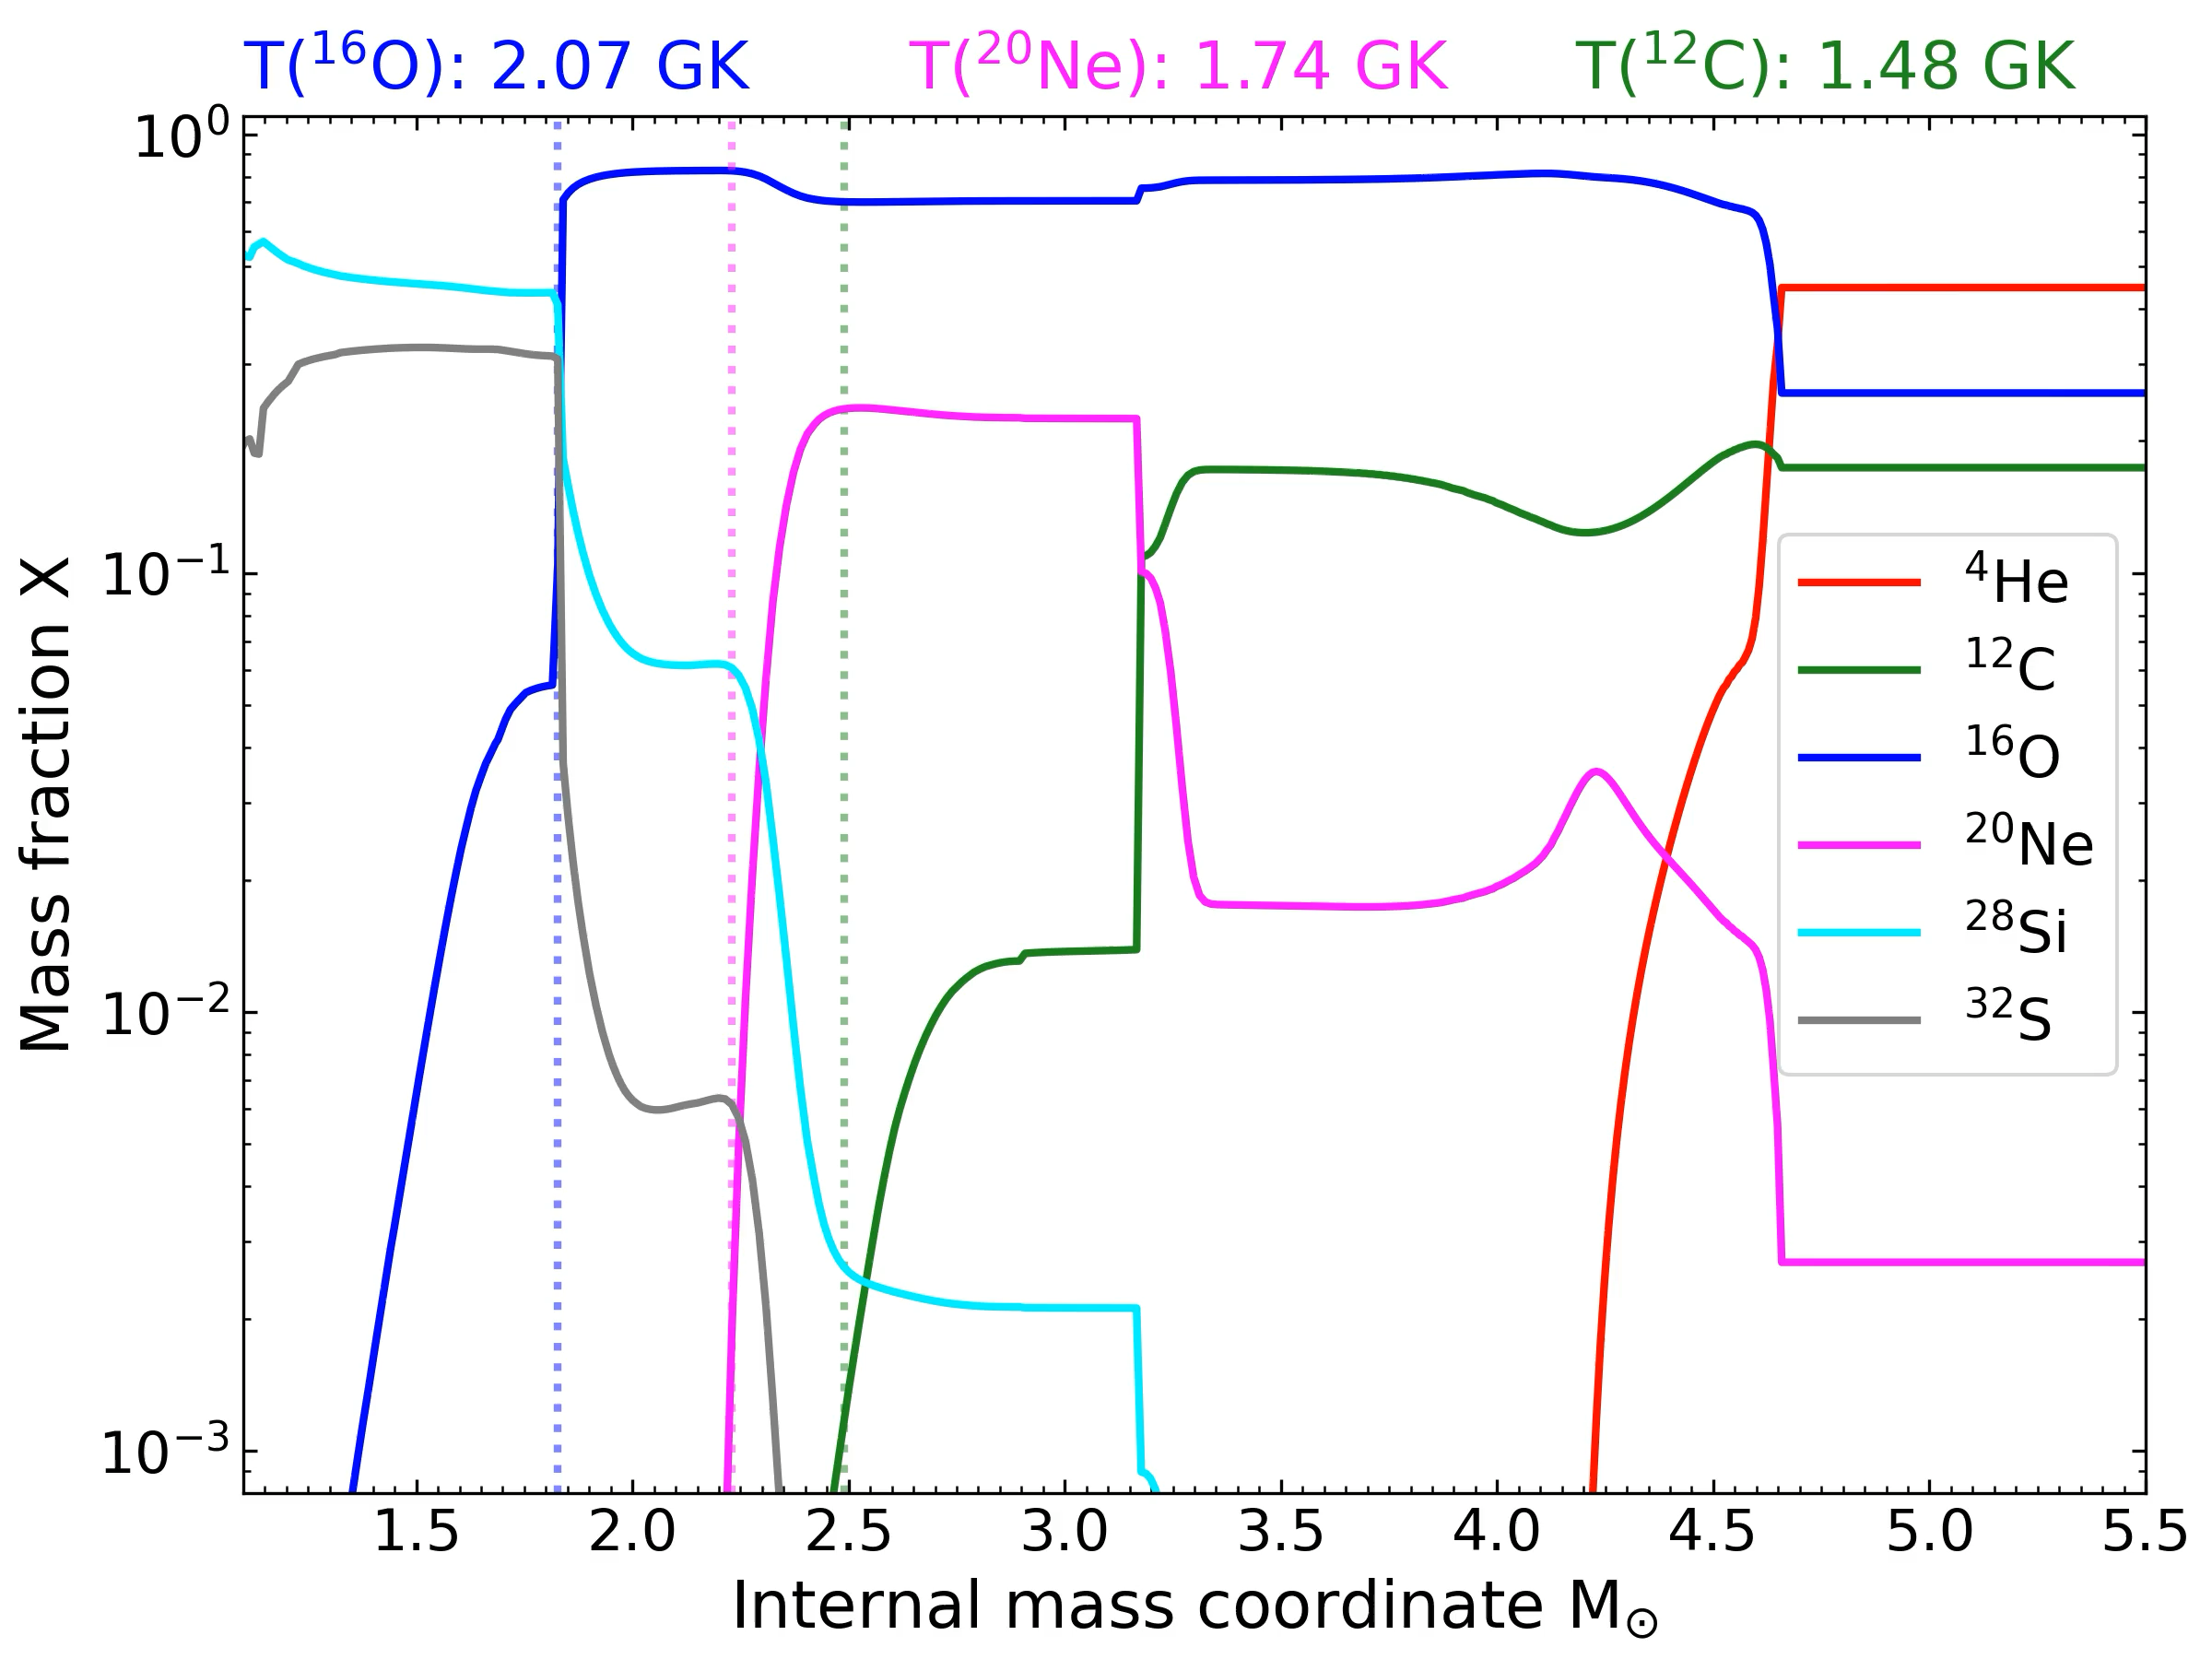 T(¹⁶O): 2.07 GK T(²⁰Ne): 1.74 GK T(¹²C): 1.48 GK
10⁰
10⁻¹
10⁻²
10⁻³
Mass fraction X
⁴He
¹²C
¹⁶O
²⁰Ne
²⁸Si
³²S
1.5 2.0 2.5 3.0 3.5 4.0 4.5 5.0 5.5
Internal mass coordinate M☉